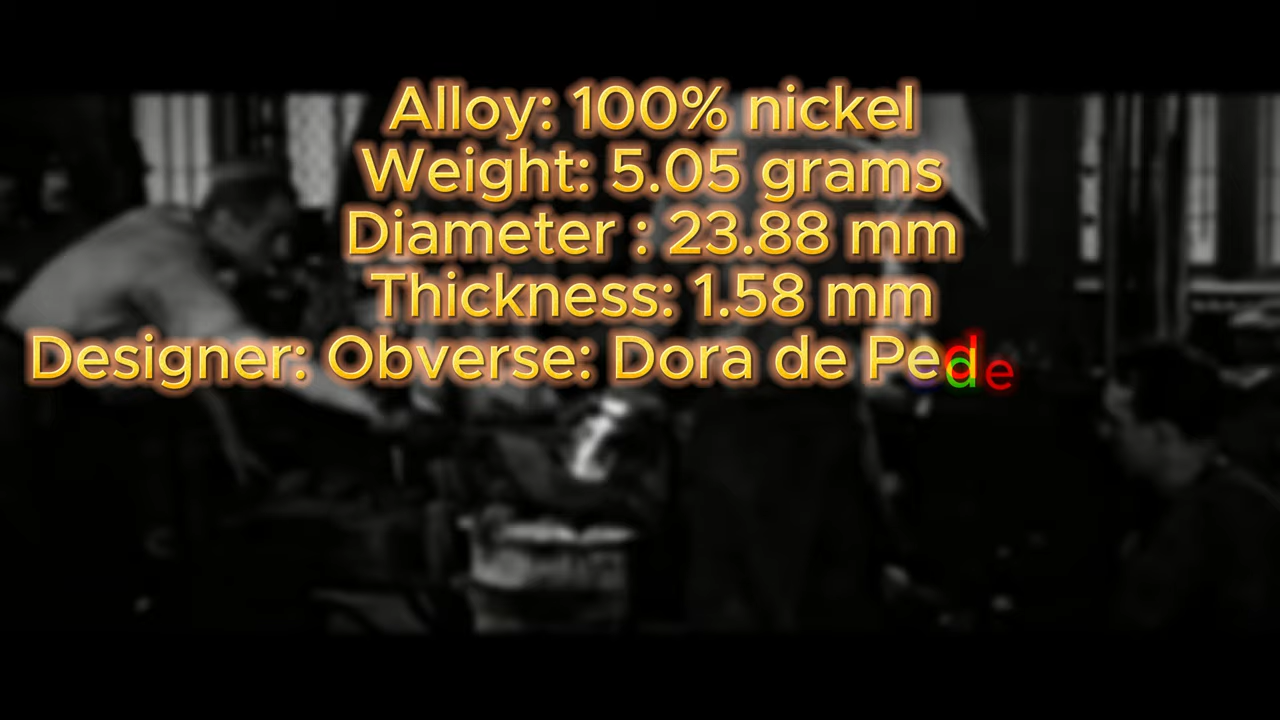 Alloy: 100% nickel
Weight: 5.05 grams
Diameter : 23.88 mm
Thickness: 1.58 mm
Designer: Obverse: Dora de Pede